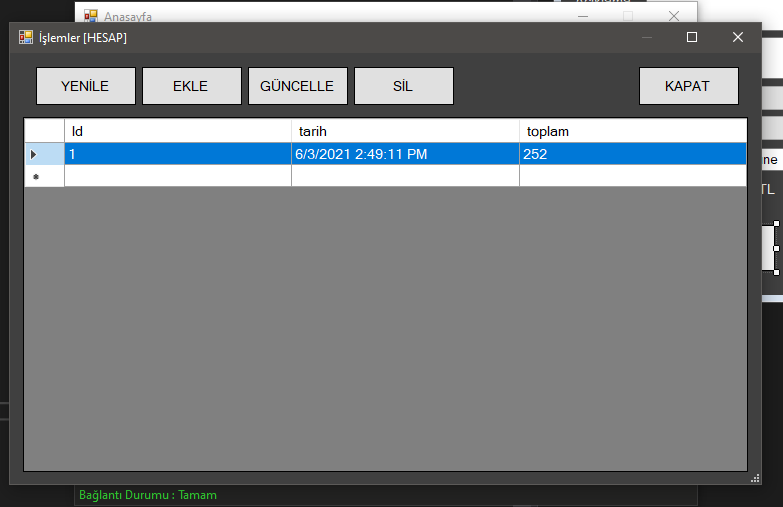 Anasayfa
İşlemler [HESAP]
YENİLE EKLE GÜNCELLE SİL KAPAT
Id tarih toplam
1 6/3/2021 2:49:11 PM 252
ne
TL
Bağlantı Durumu : Tamam